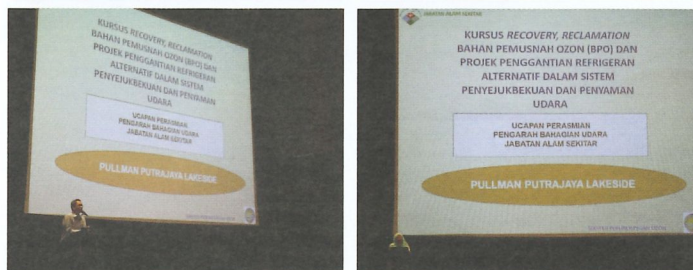 KURSUS RECOVERY, RECLAMATION
BAHAN PEMUSNAH OZON (BPO) DAN
PROJEK PENGGANTIAN REFRIGERAN
ALTERNATIF DALAM SISTEM
PENYEJUKBEKUAN DAN PENYAMAN
UDARA
UCAPAN PERASMIAN
PENGARAH BAHAGIAN UDARA
JABATAN ALAM SEKITAR
PULLMAN PUTRAJAYA LAKESIDE
JABATAN ALAM SEKITAR
KURSUS RECOVERY, RECLAMATION
BAHAN PEMUSNAH OZON (BPO) DAN
PROJEK PENGGANTIAN REFRIGERAN
ALTERNATIF DALAM SISTEM
PENYEJUKBEKUAN DAN PENYAMAN
UDARA
UCAPAN PERASMIAN
PENGARAH BAHAGIAN UDARA
JABATAN ALAM SEKITAR
PULLMAN PUTRAJAYA LAKESIDE